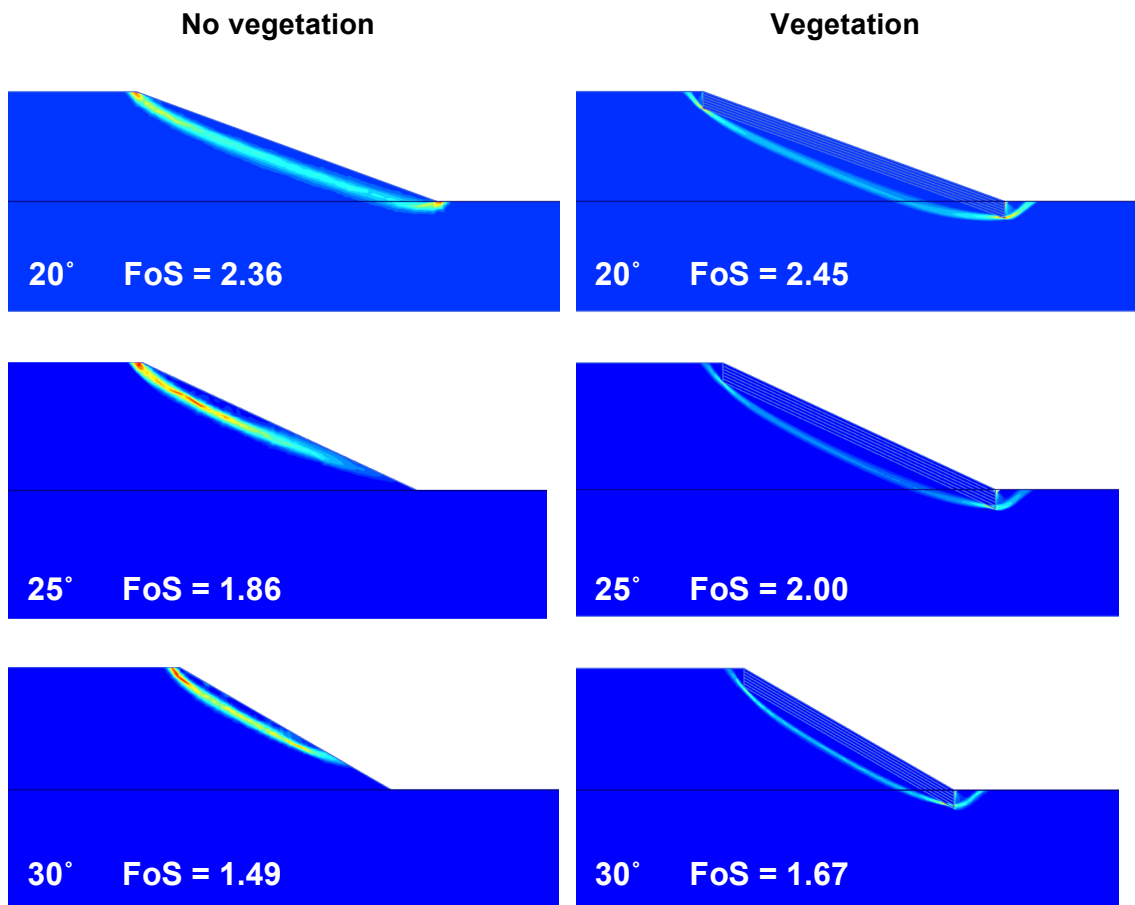 No vegetation Vegetation
20° FoS = 2.36 20° FoS = 2.45
25° FoS = 1.86 25° FoS = 2.00
30° FoS = 1.49 30° FoS = 1.67